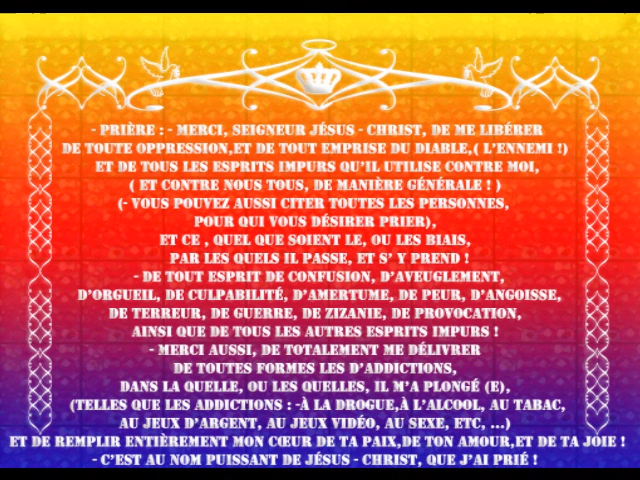 - PRIÈRE : - MERCI, SEIGNEUR JÉSUS - CHRIST, DE ME LIBÉRER
DE TOUTE OPPRESSION,ET DE TOUT EMPRISE DU DIABLE,( L'ENNEMI !)
ET DE TOUS LES ESPRITS IMPURS QU'IL UTILISE CONTRE MOI,
( ET CONTRE NOUS TOUS, DE MANIÈRE GÉNÉRALE ! )
(- VOUS POUVEZ AUSSI CITER TOUTES LES PERSONNES,
POUR QUI VOUS DÉSIRER PRIER),
ET CE , QUEL QUE SOIENT LE, OU LES BIAIS,
PAR LES QUELS IL PASSE, ET S' Y PREND !
- DE TOUT ESPRIT DE CONFUSION, D'AVEUGLEMENT,
D'ORGUEIL, DE CULPABILITÉ, D'AMERTUME, DE PEUR, D'ANGOISSE,
DE TERREUR, DE GUERRE, DE ZIZANIE, DE PROVOCATION,
AINSI QUE DE TOUS LES AUTRES ESPRITS IMPURS !
- MERCI AUSSI, DE TOTALEMENT ME DÉLIVRER
DE TOUTES FORMES LES D'ADDICTIONS,
DANS LA QUELLE, OU LES QUELLES, IL M'A PLONGÉ (E),
(TELLES QUE LES ADDICTIONS : -À LA DROGUE,À L'ALCOOL, AU TABAC,
AU JEUX D'ARGENT, AU JEUX VIDÉO, AU SEXE, ETC, ...)
ET DE REMPLIR ENTIÈREMENT MON CŒUR DE TA PAIX,DE TON AMOUR,ET DE TA JOIE !
- C'EST AU NOM PUISSANT DE JÉSUS - CHRIST, QUE J'AI PRIÉ !